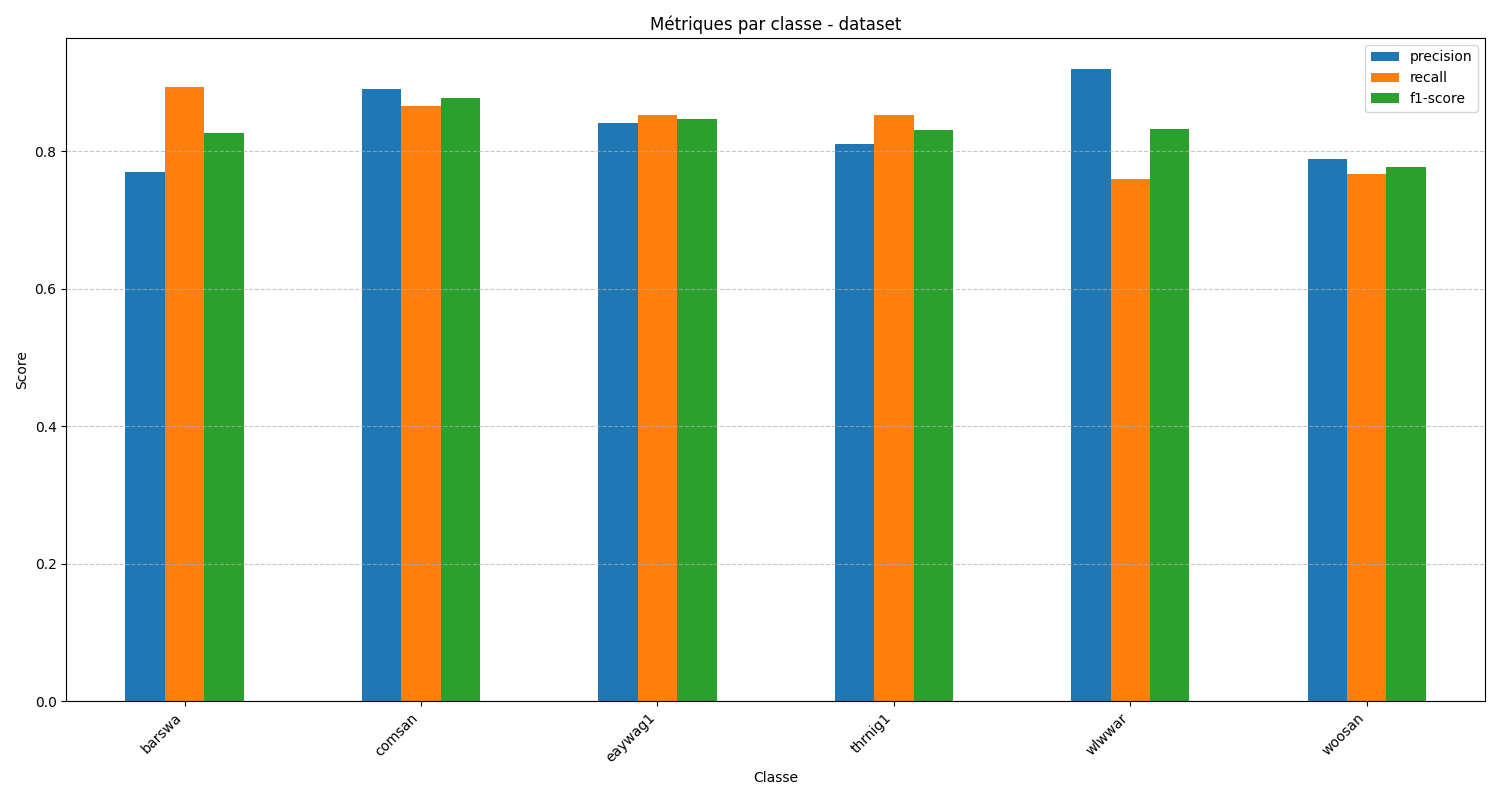 Métriques par classe - dataset
precision
recall
f1-score
Score
0.8
0.6
0.4
0.2
0.0
barswa
comsan
eaywag1
thrnig1
wlwwar
woosan
Classe